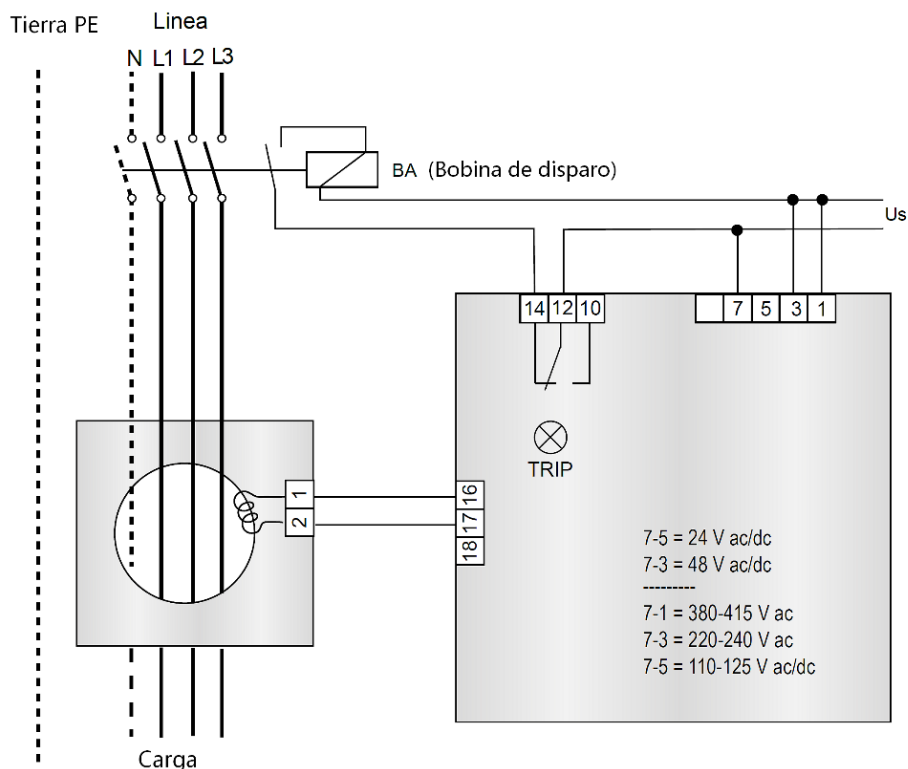 Tierra PE
Linea
N L1 L2 L3
BA (Bobina de disparo)
Us
14 12 10
7 5 3 1
TRIP
1
2
16
17
18
7-5 = 24 V ac/dc
7-3 = 48 V ac/dc
---------
7-1 = 380-415 V ac
7-3 = 220-240 V ac
7-5 = 110-125 V ac/dc
Carga